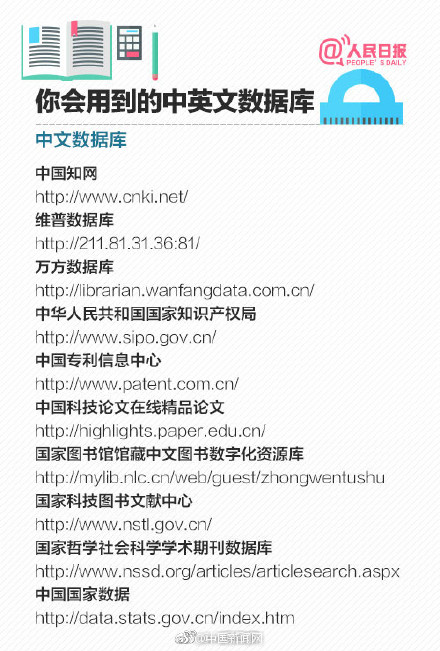 @人民日报
PEOPLE'S DAILY
你会用到的中英文数据库
中文数据库
中国知网
http://www.cnki.net/
维普数据库
http://211.81.31.36:81/
万方数据库
http://librarian.wanfangdata.com.cn/
中华人民共和国国家知识产权局
http://www.sipo.gov.cn/
中国专利信息中心
http://www.patent.com.cn/
中国科技论文在线精品论文
http://highlights.paper.edu.cn/
国家图书馆馆藏中文图书数字化资源库
http://mylib.nlc.cn/web/guest/zhongwentushu
国家科技图书文献中心
http://www.nstl.gov.cn/
国家哲学社会科学学术期刊数据库
http://www.nssd.org/articles/articlesearch.aspx
中国国家数据
http://data.stats.gov.cn/index.htm
@中国新闻网